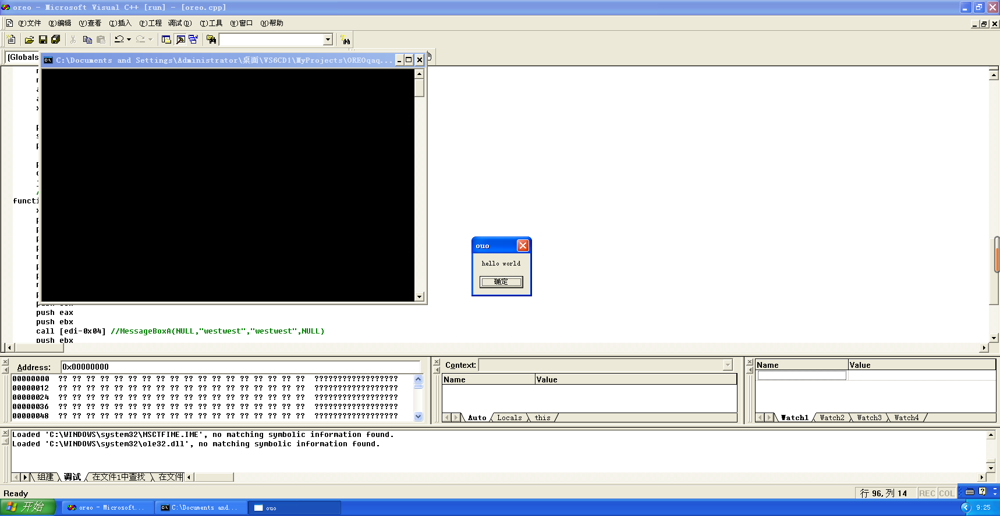 oreo - Microsoft Visual C++ [run] - [oreo.cpp]
(F)文件 (E)编辑 (V)查看 (I)插入 (P)工程 调试(D) (T)工具 (W)窗口 (H)帮助
(Globals
C:\Documents and Settings\Administrator\桌面\VS6CD1\MyProjects\OREOqaq...
functi
ouo
hello world
确定
push eax
push ebx
call [edi-0x04] //MessageBoxA(NULL,"westwest","westwest",NULL)
push ebx
Address: 0x00000000
00000000 ?? ?? ?? ?? ?? ?? ?? ?? ?? ?? ?? ?? ?? ?? ?? ?? ?? ?? ??????????????????
00000012 ?? ?? ?? ?? ?? ?? ?? ?? ?? ?? ?? ?? ?? ?? ?? ?? ?? ?? ??????????????????
00000024 ?? ?? ?? ?? ?? ?? ?? ?? ?? ?? ?? ?? ?? ?? ?? ?? ?? ?? ??????????????????
00000036 ?? ?? ?? ?? ?? ?? ?? ?? ?? ?? ?? ?? ?? ?? ?? ?? ?? ?? ??????????????????
00000048 ?? ?? ?? ?? ?? ?? ?? ?? ?? ?? ?? ?? ?? ?? ?? ?? ?? ?? ??????????????????
Context:
Name Value
Auto Locals this
Name Value
Watch1 Watch2 Watch3 Watch4
Loaded 'C:\WINDOWS\system32\MSCTFIME.IME', no matching symbolic information found.
Loaded 'C:\WINDOWS\system32\ole32.dll', no matching symbolic information found.
组建 调试 在文件1中查找 在文件
Ready 行 96, 列 14 REC COL
开始 oreo - Microsoft... C:\Documents and... ouo 9:25